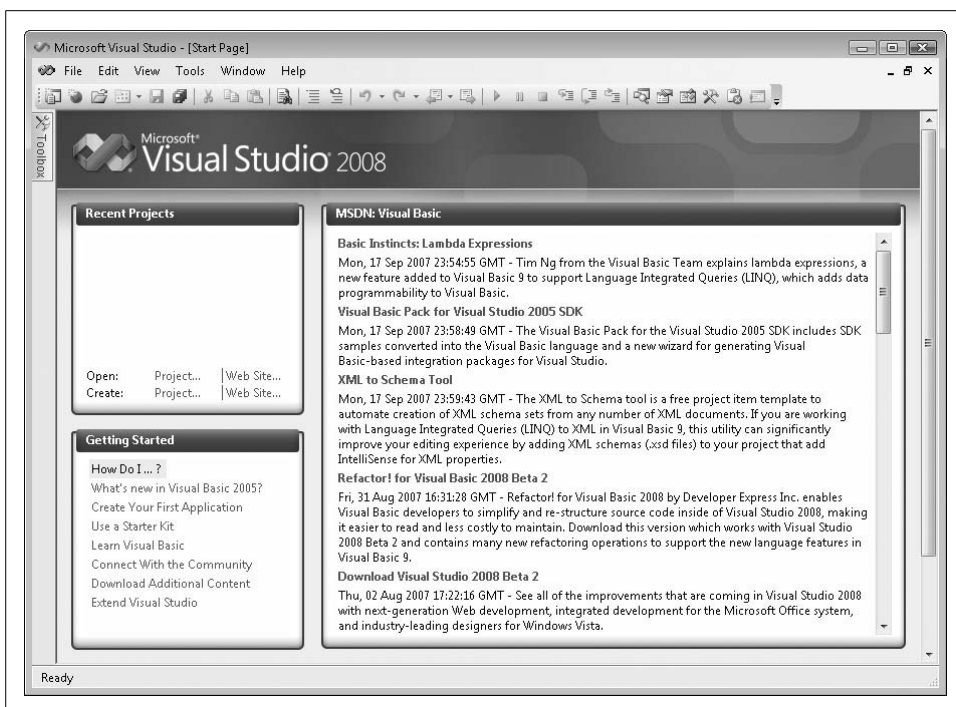 Microsoft Visual Studio - [Start Page]
File Edit View Tools Window Help
Toolbox
Microsoft®
Visual Studio® 2008
Recent Projects
Open: Project... | Web Site...
Create: Project... | Web Site...
Getting Started
How Do I ... ?
What's new in Visual Basic 2005?
Create Your First Application
Use a Starter Kit
Learn Visual Basic
Connect With the Community
Download Additional Content
Extend Visual Studio
MSDN: Visual Basic
Basic Instincts: Lambda Expressions
Mon, 17 Sep 2007 23:54:55 GMT - Tim Ng from the Visual Basic Team explains lambda expressions, a
new feature added to Visual Basic 9 to support Language Integrated Queries (LINQ), which adds data
programmability to Visual Basic.
Visual Basic Pack for Visual Studio 2005 SDK
Mon, 17 Sep 2007 23:58:49 GMT - The Visual Basic Pack for the Visual Studio 2005 SDK includes SDK
samples converted into the Visual Basic language and a new wizard for generating Visual
Basic-based integration packages for Visual Studio.
XML to Schema Tool
Mon, 17 Sep 2007 23:59:43 GMT - The XML to Schema tool is a free project item template to
automate creation of XML schema sets from any number of XML documents. If you are working
with Language Integrated Queries (LINQ) to XML in Visual Basic 9, this utility can significantly
improve your editing experience by adding XML schemas (.xsd files) to your project that add
IntelliSense for XML properties.
Refactor! for Visual Basic 2008 Beta 2
Fri, 31 Aug 2007 16:31:28 GMT - Refactor! for Visual Basic 2008 by Developer Express Inc. enables
Visual Basic developers to simplify and re-structure source code inside of Visual Studio 2008, making
it easier to read and less costly to maintain. Download this version which works with Visual Studio
2008 Beta 2 and contains many new refactoring operations to support the new language features in
Visual Basic 9.
Download Visual Studio 2008 Beta 2
Thu, 02 Aug 2007 17:22:16 GMT - See all of the improvements that are coming in Visual Studio 2008
with next-generation Web development, integrated development for the Microsoft Office system,
and industry-leading designers for Windows Vista.
Ready